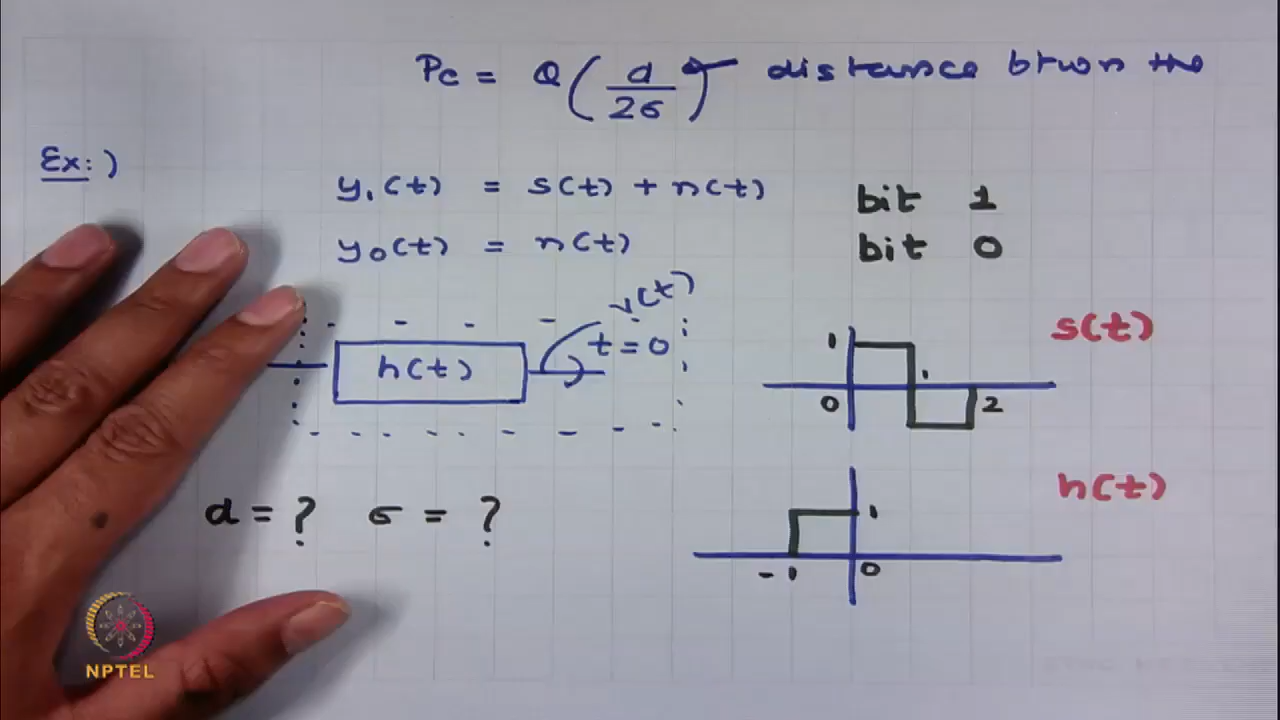 Pe = Q(d/2σ) distance btwn the
Ex:)
y₁(t) = s(t) + n(t) bit 1
y₀(t) = n(t) bit 0
v(t)
h(t) t=0
1 s(t)
0 1 2
d = ? σ = ?
1 h(t)
-1 0
NPTEL